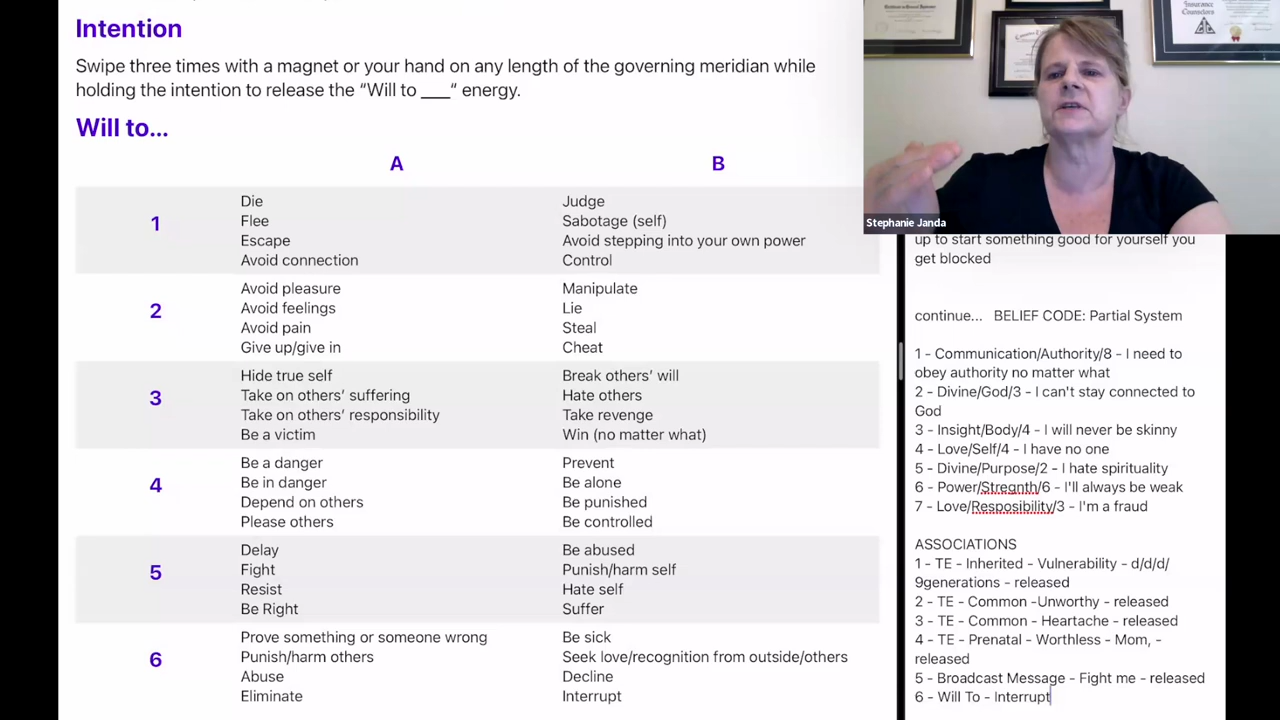 Intention
Swipe three times with a magnet or your hand on any length of the governing meridian while
holding the intention to release the “Will to ___“ energy.
Will to...
A B
1
Die Judge
Flee Sabotage (self)
Escape Avoid stepping into your own power
Avoid connection Control
2
Avoid pleasure Manipulate
Avoid feelings Lie
Avoid pain Steal
Give up/give in Cheat
3
Hide true self Break others’ will
Take on others’ suffering Hate others
Take on others’ responsibility Take revenge
Be a victim Win (no matter what)
4
Be a danger Prevent
Be in danger Be alone
Depend on others Be punished
Please others Be controlled
5
Delay Be abused
Fight Punish/harm self
Resist Hate self
Be Right Suffer
6
Prove something or someone wrong Be sick
Punish/harm others Seek love/recognition from outside/others
Abuse Decline
Eliminate Interrupt
Insurance
Counselors
Stephanie Janda
up to start something good for yourself you
get blocked
continue... BELIEF CODE: Partial System
1 - Communication/Authority/8 - I need to
obey authority no matter what
2 - Divine/God/3 - I can't stay connected to
God
3 - Insight/Body/4 - I will never be skinny
4 - Love/Self/4 - I have no one
5 - Divine/Purpose/2 - I hate spirituality
6 - Power/Stregnth/6 - I'll always be weak
7 - Love/Resposibility/3 - I'm a fraud
ASSOCIATIONS
1 - TE - Inherited - Vulnerability - d/d/d/
9generations - released
2 - TE - Common -Unworthy - released
3 - TE - Common - Heartache - released
4 - TE - Prenatal - Worthless - Mom, -
released
5 - Broadcast Message - Fight me - released
6 - Will To - Interrupt